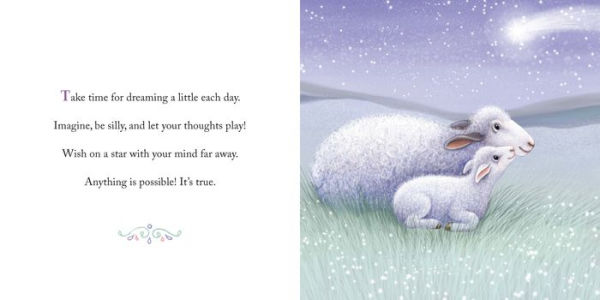 Take time for dreaming a little each day.
Imagine, be silly, and let your thoughts play!
Wish on a star with your mind far away.
Anything is possible! It's true.